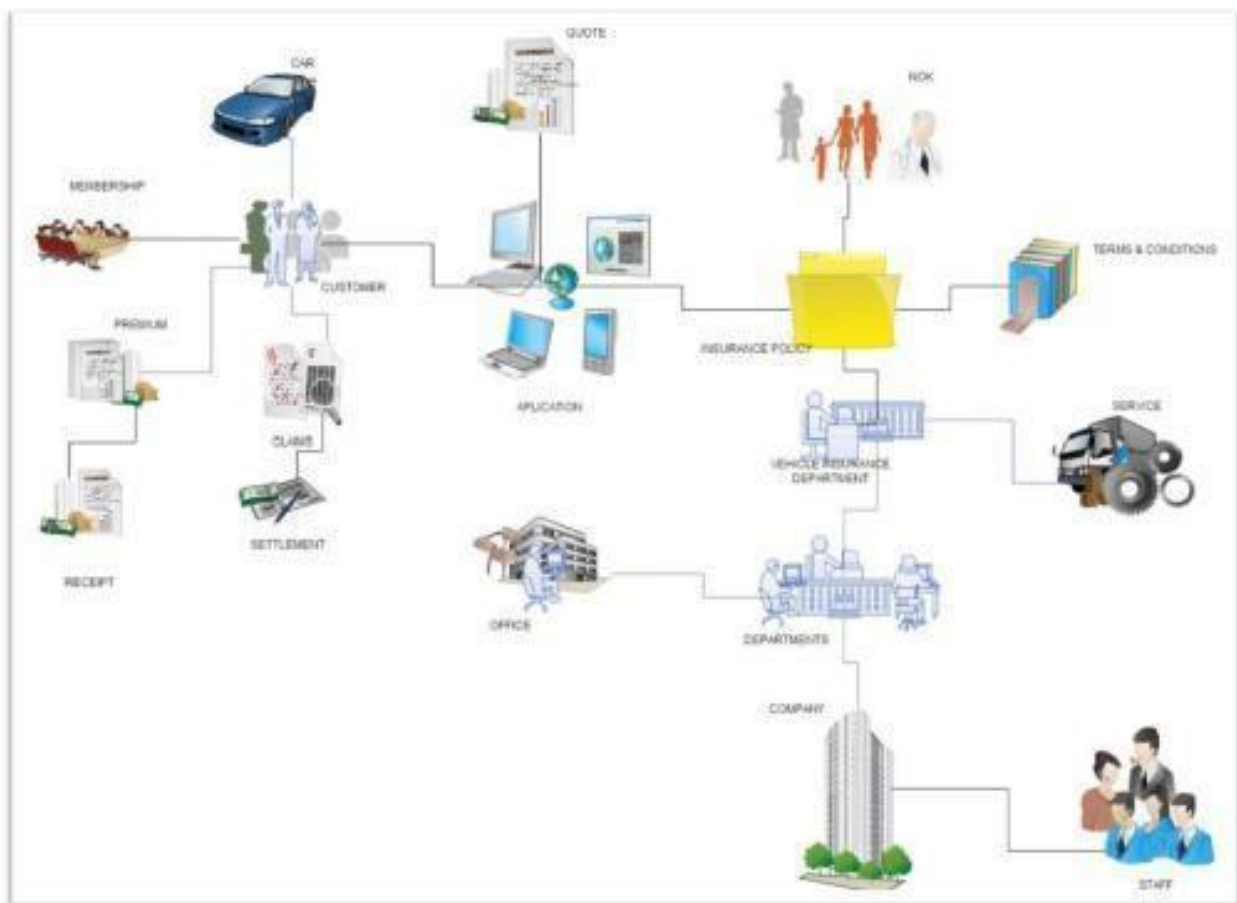 QUOTE
CAR
NOK
MEMBERSHIP
TERMS & CONDITIONS
CUSTOMER
PREMIUM
INSURANCE POLICY
APLICATION
SERVICE
CLAIMS
VEHICLE INSURANCE
DEPARTMENT
SETTLEMENT
RECEIPT
OFFICE
DEPARTMENTS
COMPANY
STAFF